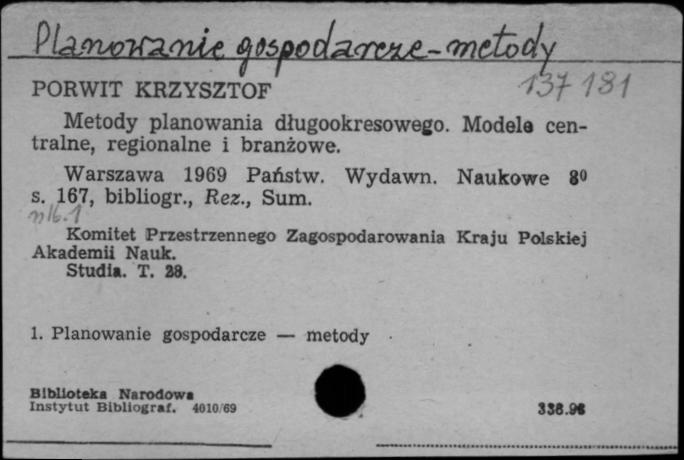 Planowanie gospodarcze - metody
137 181
PORWIT KRZYSZTOF
Metody planowania długookresowego. Modele cen-
tralne, regionalne i branżowe.
Warszawa 1969 Państw. Wydawn. Naukowe 8⁰
s. 167, bibliogr., Rez., Sum.
Komitet Przestrzennego Zagospodarowania Kraju Polskiej
Akademii Nauk.
Studia. T. 28.
1. Planowanie gospodarcze — metody
Biblioteka Narodowa
Instytut Bibliograf. 4010/69
338.98